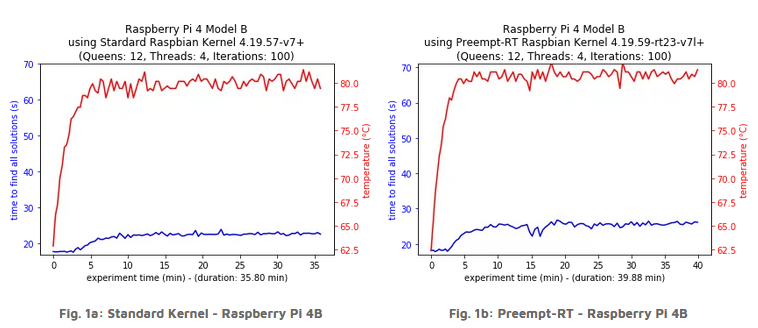 Raspberry Pi 4 Model B
using Stardard Raspbian Kernel 4.19.57-v7+
(Queens: 12, Threads: 4, Iterations: 100)
time to find all solutions (s)
70
60
50
40
30
20
80.0
77.5
75.0
72.5
70.0
67.5
65.0
62.5
temperature (°C)
0 5 10 15 20 25 30 35
experiment time (min) - (duration: 35.80 min)
Fig. 1a: Standard Kernel - Raspberry Pi 4B
Raspberry Pi 4 Model B
using Preempt-RT Raspbian Kernel 4.19.59-rt23-v7l+
(Queens: 12, Threads: 4, Iterations: 100)
time to find all solutions (s)
70
60
50
40
30
20
80.0
77.5
75.0
72.5
70.0
67.5
65.0
62.5
temperature (°C)
0 5 10 15 20 25 30 35 40
experiment time (min) - (duration: 39.88 min)
Fig. 1b: Preempt-RT - Raspberry Pi 4B